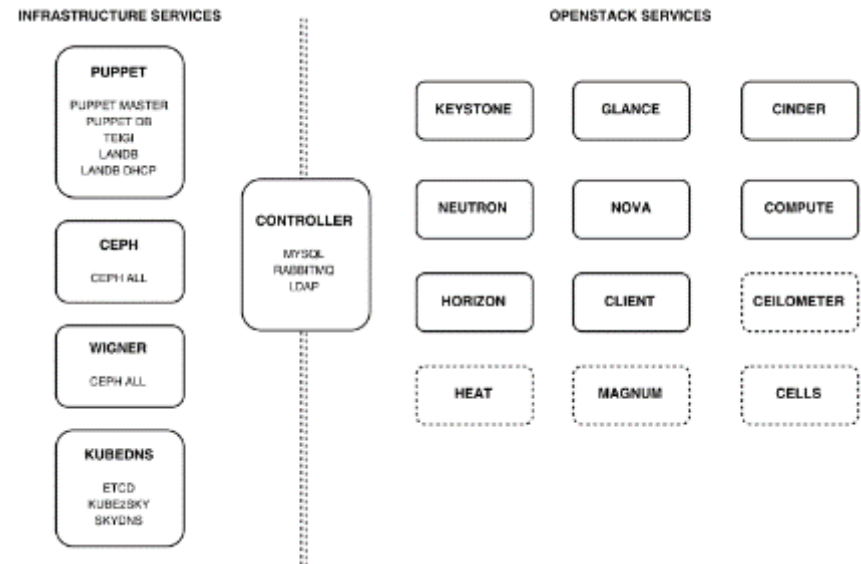 INFRASTRUCTURE SERVICES
OPENSTACK SERVICES
PUPPET
PUPPET MASTER
PUPPET DB
TEIGI
LANDB
LANDB DHCP
CEPH
CEPH ALL
WIGNER
CEPH ALL
KUBEDNS
ETCD
KUBE2SKY
SKYDNS
CONTROLLER
MYSQL
RABBITMQ
LDAP
KEYSTONE
GLANCE
CINDER
NEUTRON
NOVA
COMPUTE
HORIZON
CLIENT
CEILOMETER
HEAT
MAGNUM
CELLS